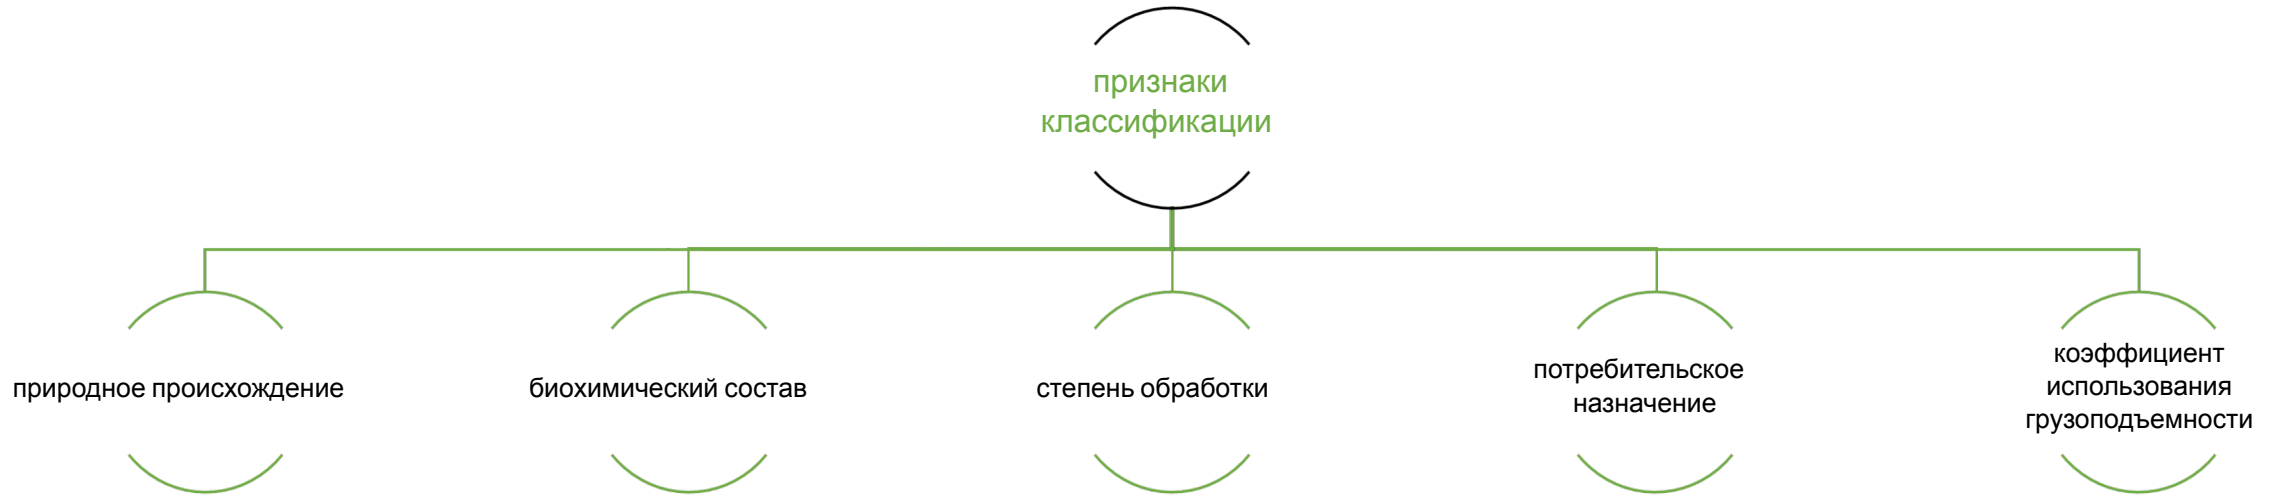 признаки
классификации
природное происхождение
биохимический состав
степень обработки
потребительское
назначение
коэффициент
использования
грузоподъемности